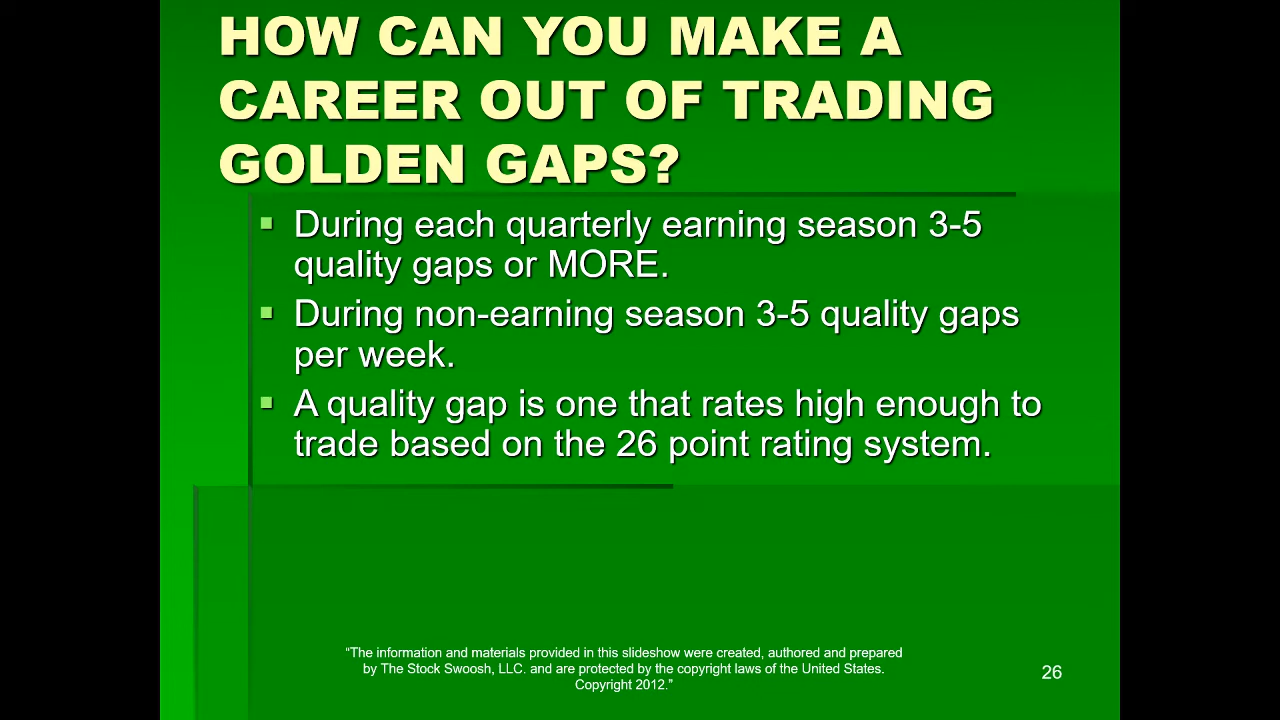 HOW CAN YOU MAKE A
CAREER OUT OF TRADING
GOLDEN GAPS?
During each quarterly earning season 3-5
quality gaps or MORE.
During non-earning season 3-5 quality gaps
per week.
A quality gap is one that rates high enough to
trade based on the 26 point rating system.
“The information and materials provided in this slideshow were created, authored and prepared
by The Stock Swoosh, LLC. and are protected by the copyright laws of the United States.
Copyright 2012.”
26